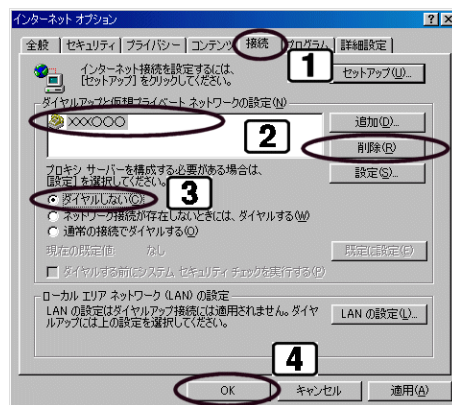 インターネット オプション
全般 セキュリティ プライバシー コンテンツ 接続 プログラム 詳細設定
1
インターネット接続を設定するには、
[セットアップ] をクリックしてください。
セットアップ(U)...
ダイヤルアップと仮想プライベート ネットワークの設定(N)
×××○○○
追加(D)...
2
削除(R)
プロキシ サーバーを構成する必要がある場合は、
[設定] を選択してください。
設定(S)...
3
ダイヤルしない(C)
ネットワーク接続が存在しないときには、ダイヤルする(W)
通常の接続でダイヤルする(O)
現在の既定値: なし
既定に設定(E)
ダイヤルする前にシステム セキュリティ チェックを実行する(P)
ローカル エリア ネットワーク (LAN) の設定
LAN の設定はダイヤルアップ接続には適用されません。ダイヤ
ルアップには上の設定を選択してください。
LAN の設定(L)...
4
OK キャンセル 適用(A)